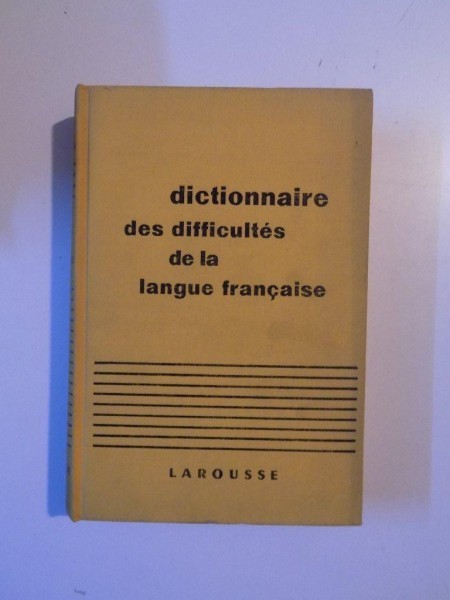 dictionnaire
des difficultés
de la
langue française
LAROUSSE